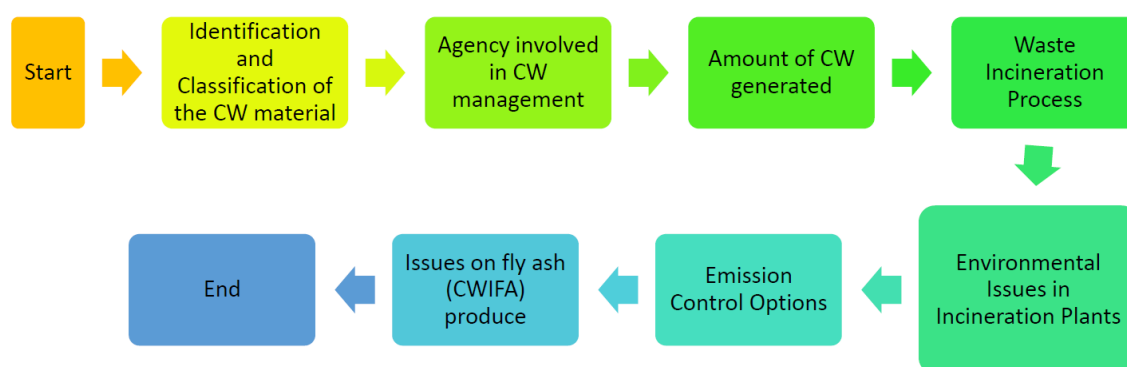 Start
Identification
and
Classification of
the CW material
Agency involved
in CW
management
Amount of CW
generated
Waste
Incineration
Process
Environmental
Issues in
Incineration Plants
Emission
Control Options
Issues on fly ash
(CWIFA)
produce
End